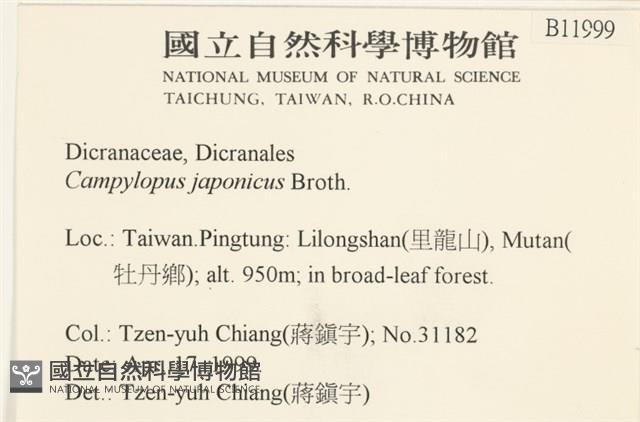 B11999
國立自然科學博物館
NATIONAL MUSEUM OF NATURAL SCIENCE
TAICHUNG, TAIWAN, R.O.CHINA
Dicranaceae, Dicranales
Campylopus japonicus Broth.
Loc.: Taiwan.Pingtung: Lilongshan(里龍山), Mutan(
牡丹鄉); alt. 950m; in broad-leaf forest.
Col.: Tzen-yuh Chiang(蔣鎮宇); No.31182
Date: 17, 1999
國立自然科學博物館
NATIONAL MUSEUM OF NATURAL SCIENCE
Det.: Tzen-yuh Chiang(蔣鎮宇)